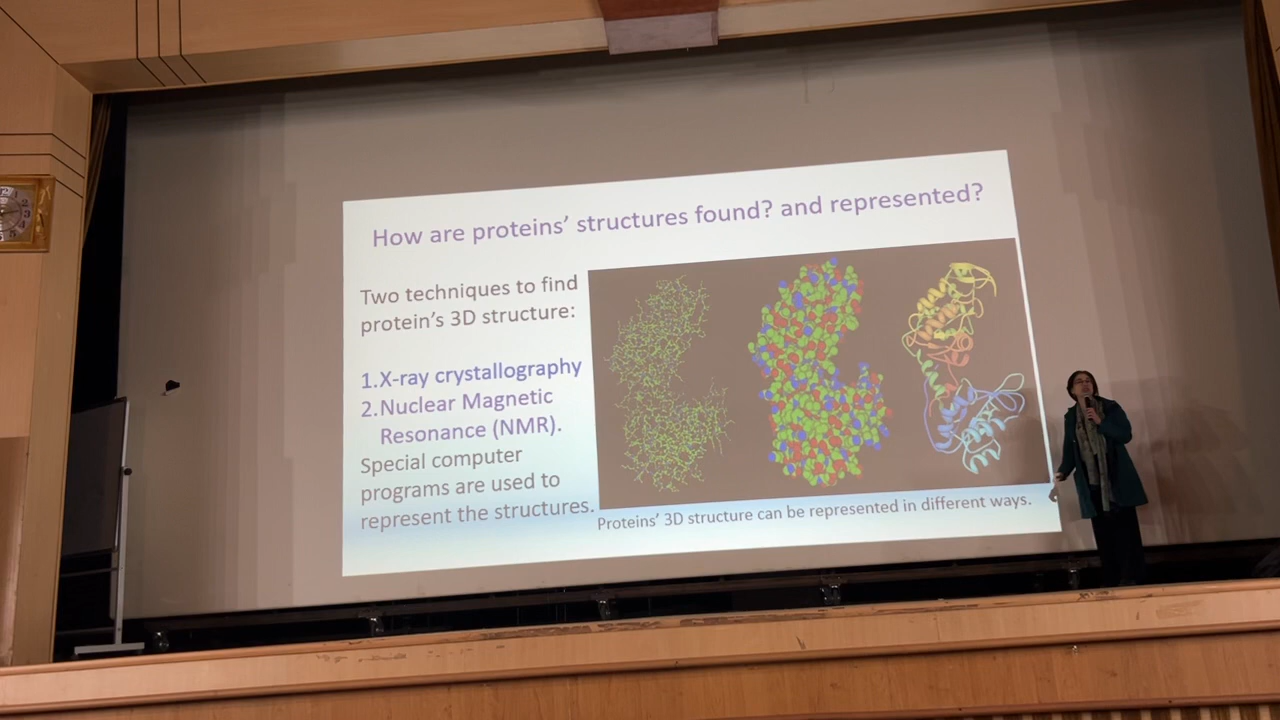 How are proteins' structures found? and represented?
Two techniques to find
protein's 3D structure:
1.X-ray crystallography
2.Nuclear Magnetic
Resonance (NMR).
Special computer
programs are used to
represent the structures.
Proteins' 3D structure can be represented in different ways.